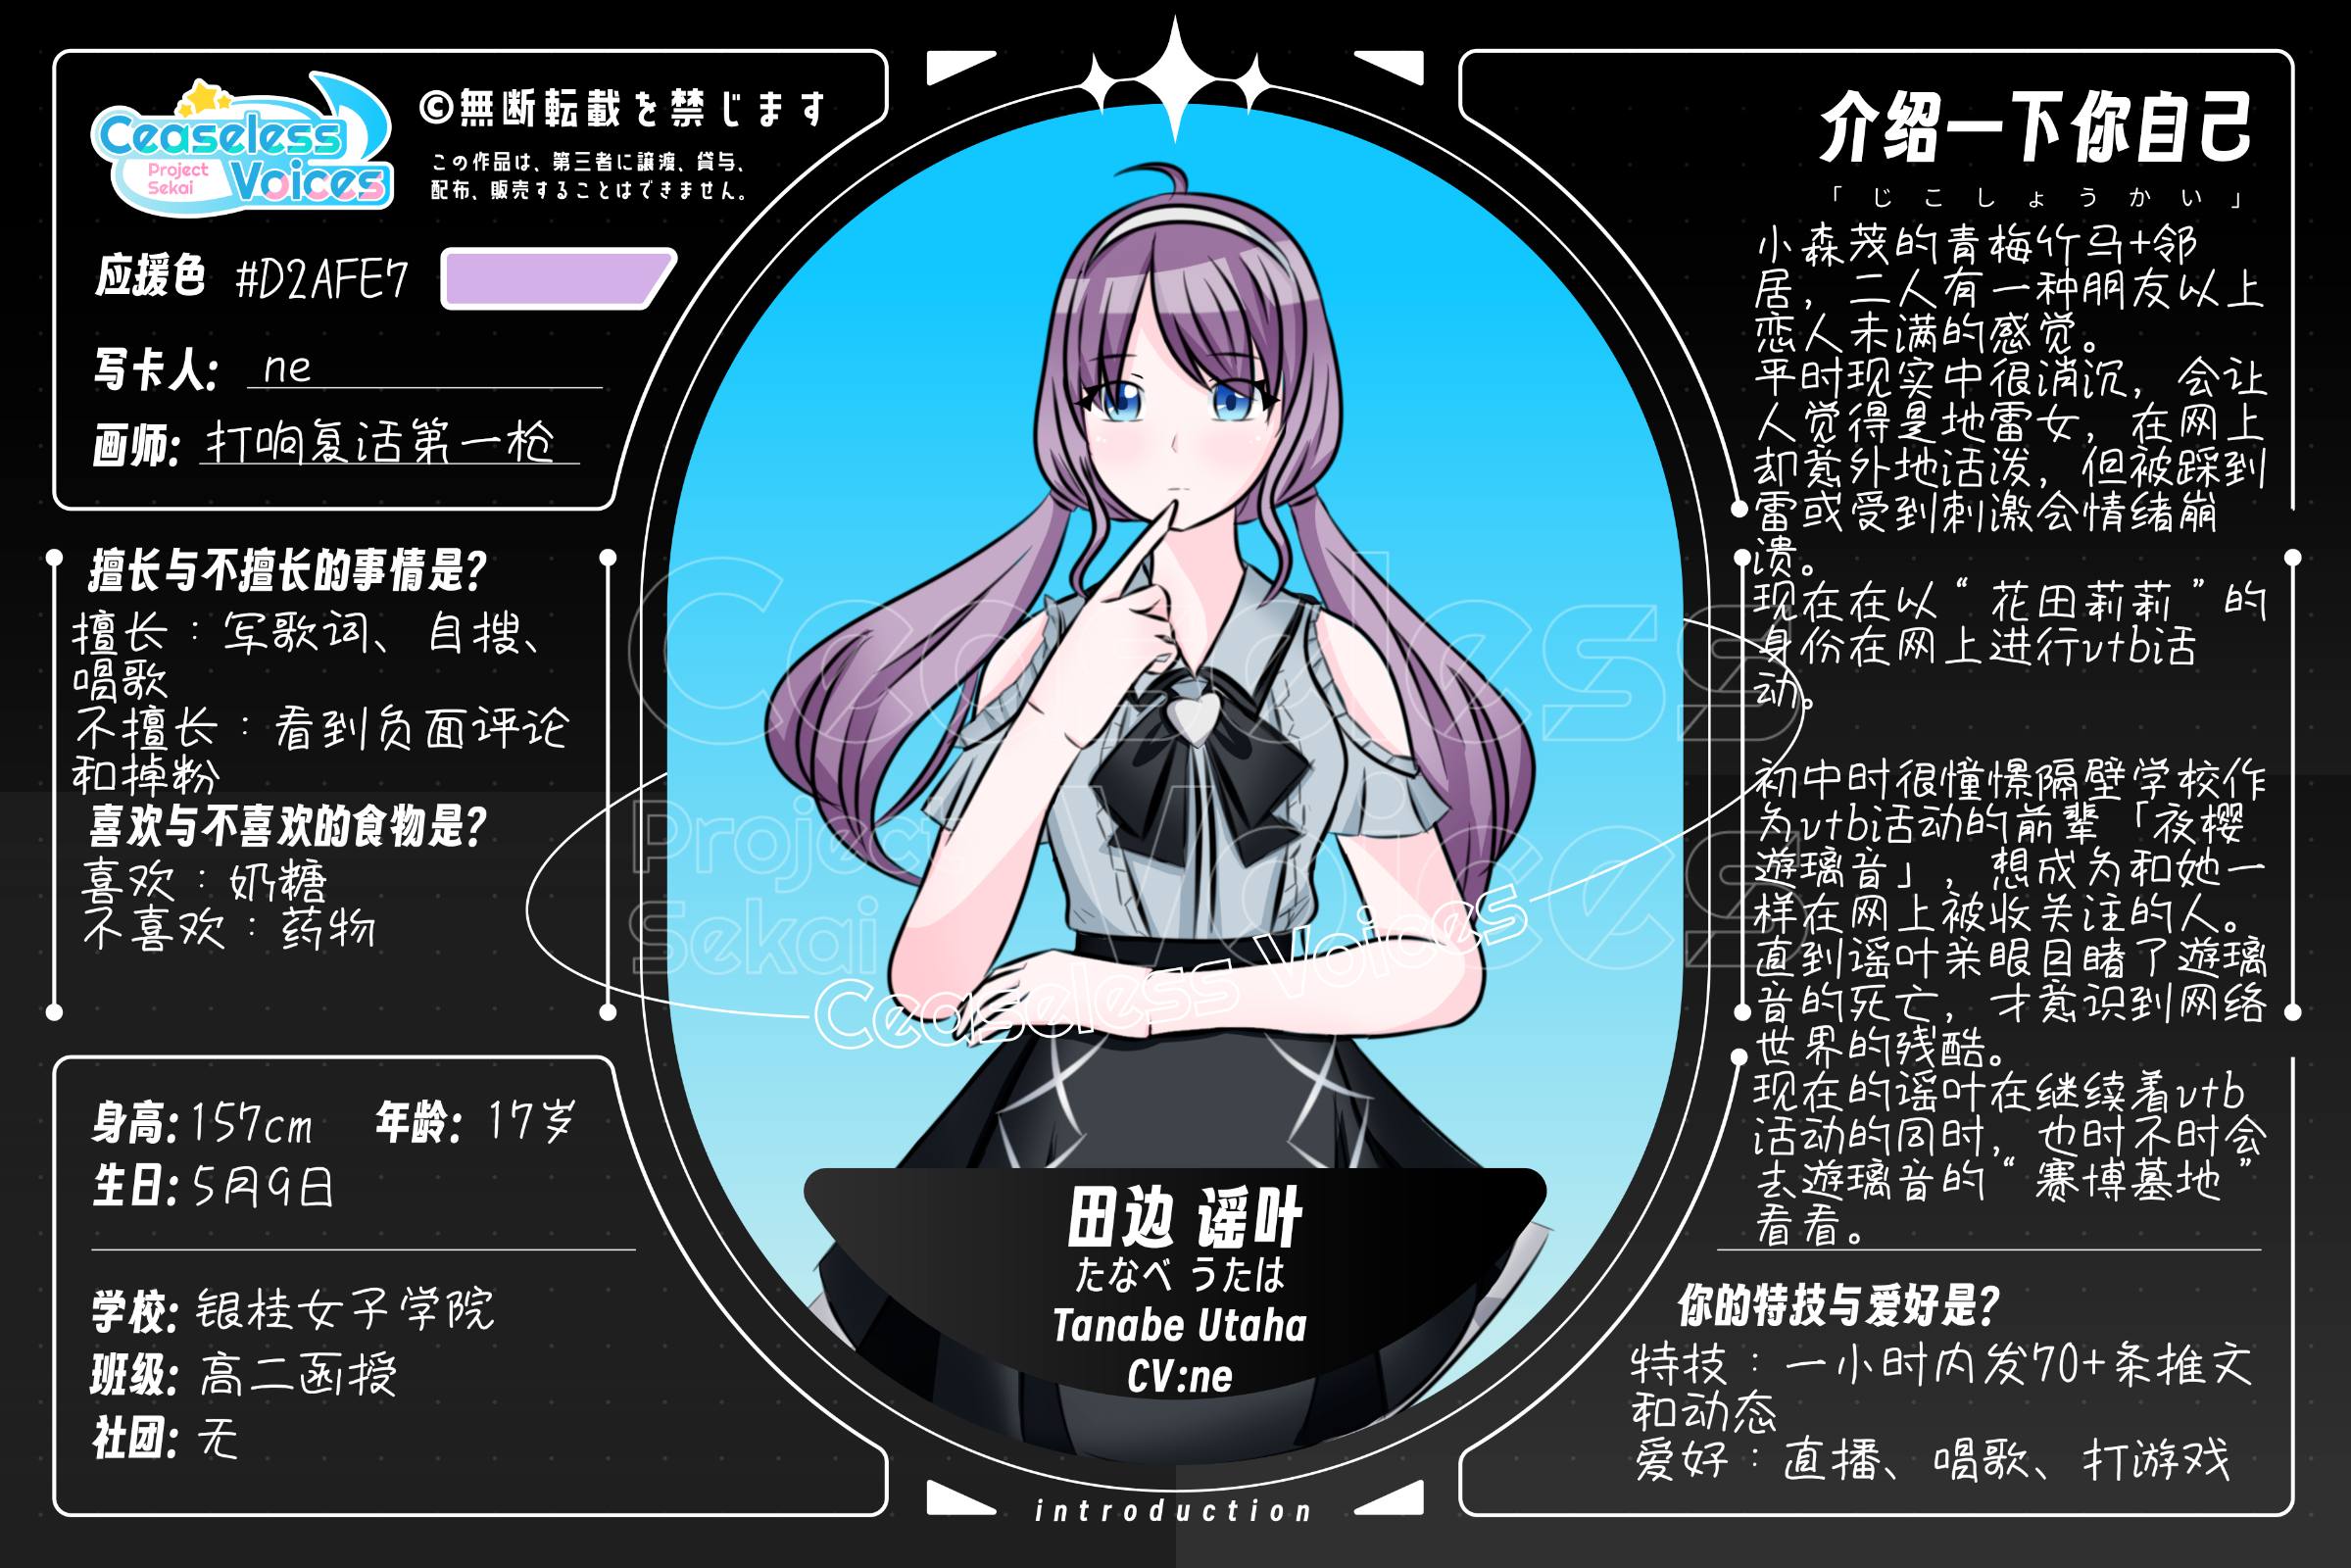 Ceaseless
Project
Sekai
Voices
©無断転載を禁じます
この作品は、第三者に譲渡、貸与、
配布、販売することはできません。
应援色 #D2AFE7
写卡人: ne
画师: 打响复活第一枪
擅长与不擅长的事情是?
擅长：写歌词、自搜、
唱歌
不擅长：看到负面评论
和掉粉
喜欢与不喜欢的食物是?
喜欢：奶糖
不喜欢：药物
身高: 157cm 年龄: 17岁
生日: 5月9日
学校: 银桂女子学院
班级: 高二函授
社团: 无
Ceaseless
Project
Sekai
Voices
Ceaseless Voices
田边 谣叶
たなべ うたは
Tanabe Utaha
CV:ne
introduction
介绍一下你自己
「じこしょうかい」
小森茂的青梅竹马+邻
居，二人有一种朋友以上
恋人未满的感觉。
平时现实中很消沉，会让
人觉得是地雷女，在网上
却意外地活泼，但被踩到
雷或受到刺激会情绪崩
溃。
现在在以“花田莉莉”的
身份在网上进行vtb活
动。
初中时很憧憬隔壁学校作
为vtb活动的前辈「夜樱
遊璃音」，想成为和她一
样在网上被收关注的人。
直到谣叶亲眼目睹了遊璃
音的死亡，才意识到网络
世界的残酷。
现在的谣叶在继续着vtb
活动的同时，也时不时会
去遊璃音的“赛博墓地”
看看。
你的特技与爱好是?
特技：一小时内发70+条推文
和动态
爱好：直播、唱歌、打游戏